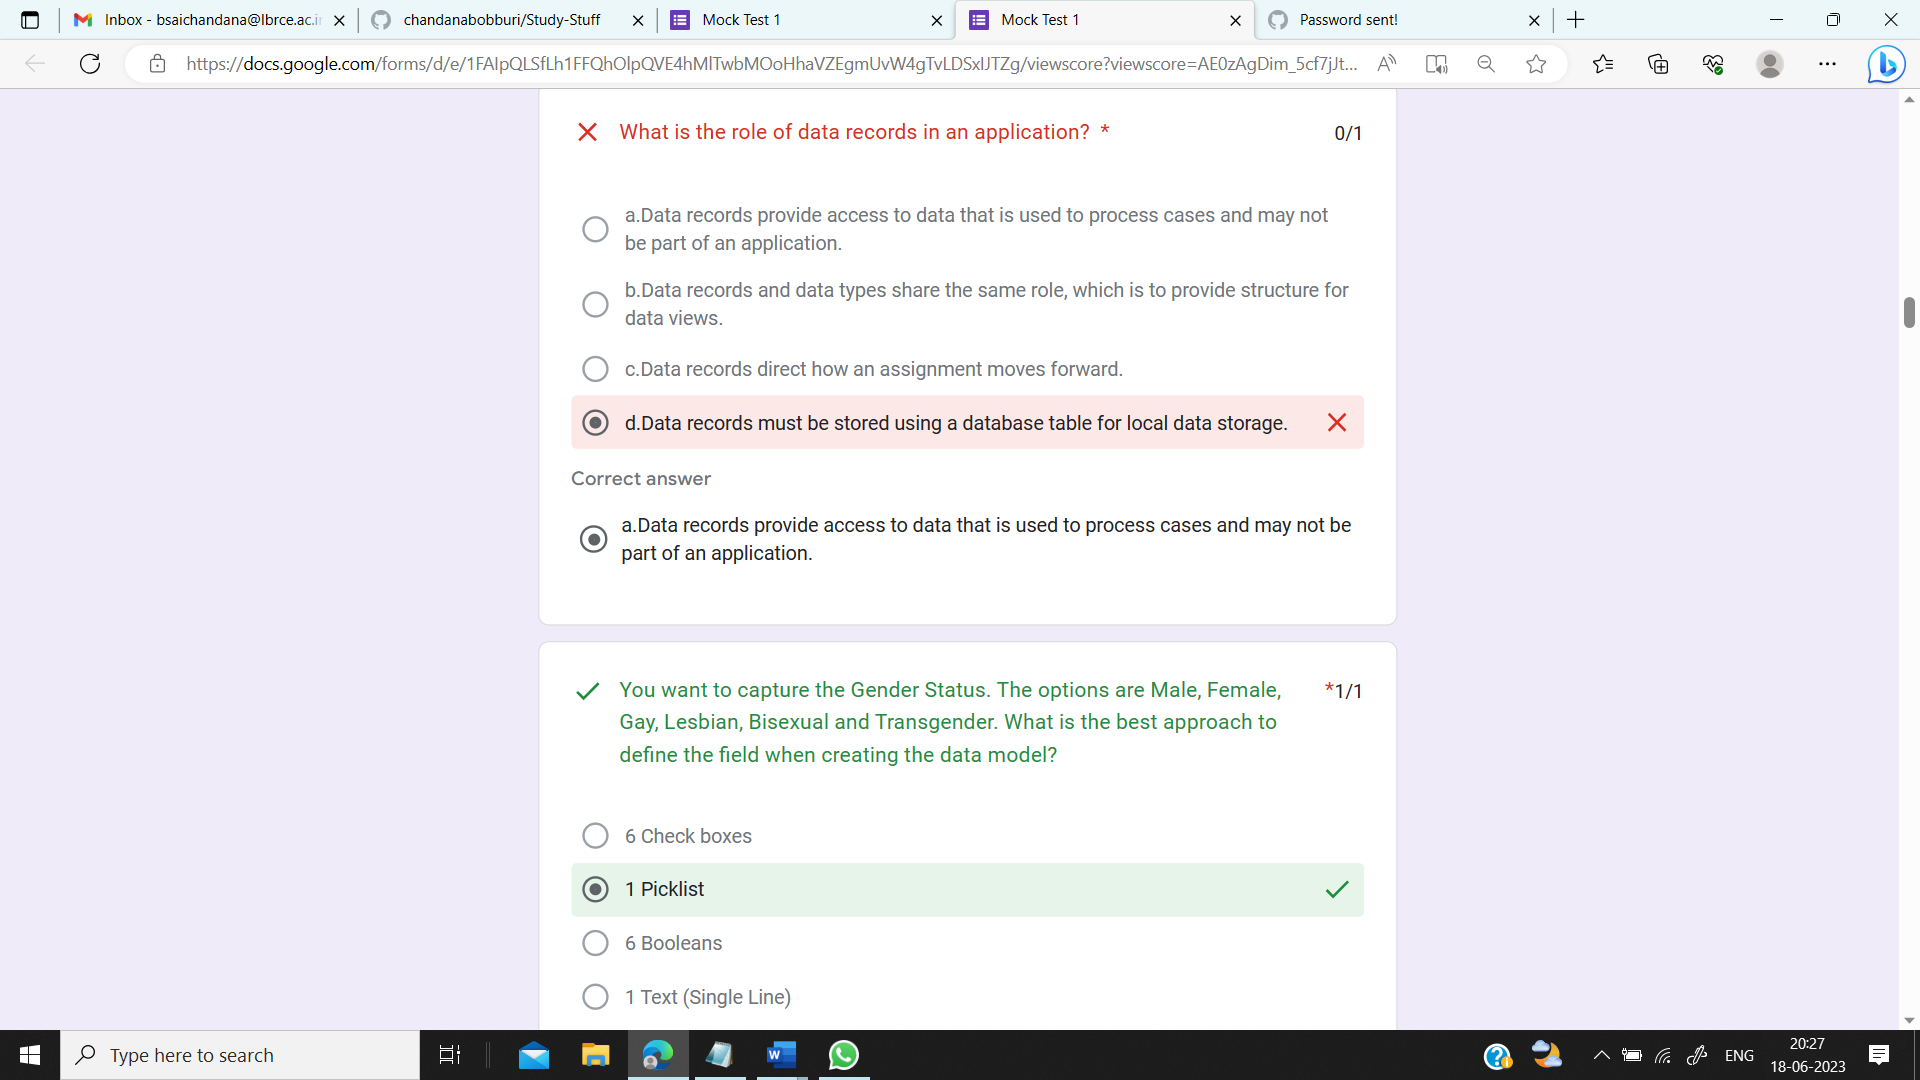 Inbox - bsaichandana@lbrce.ac.in
chandanabobburi/Study-Stuff
Mock Test 1
Mock Test 1
Password sent!
https://docs.google.com/forms/d/e/1FAIpQLSfLh1FFQhOlpQVE4hMlTwbMOoHhaVZEgmUvW4gTvLDSxIJTZg/viewscore?viewscore=AE0zAgDim_5cf7jJt...
What is the role of data records in an application? *
0/1
a.Data records provide access to data that is used to process cases and may not
be part of an application.
b.Data records and data types share the same role, which is to provide structure for
data views.
c.Data records direct how an assignment moves forward.
d.Data records must be stored using a database table for local data storage.
Correct answer
a.Data records provide access to data that is used to process cases and may not be
part of an application.
You want to capture the Gender Status. The options are Male, Female,
*1/1
Gay, Lesbian, Bisexual and Transgender. What is the best approach to
define the field when creating the data model?
6 Check boxes
1 Picklist
6 Booleans
1 Text (Single Line)
Type here to search
ENG
20:27
18-06-2023